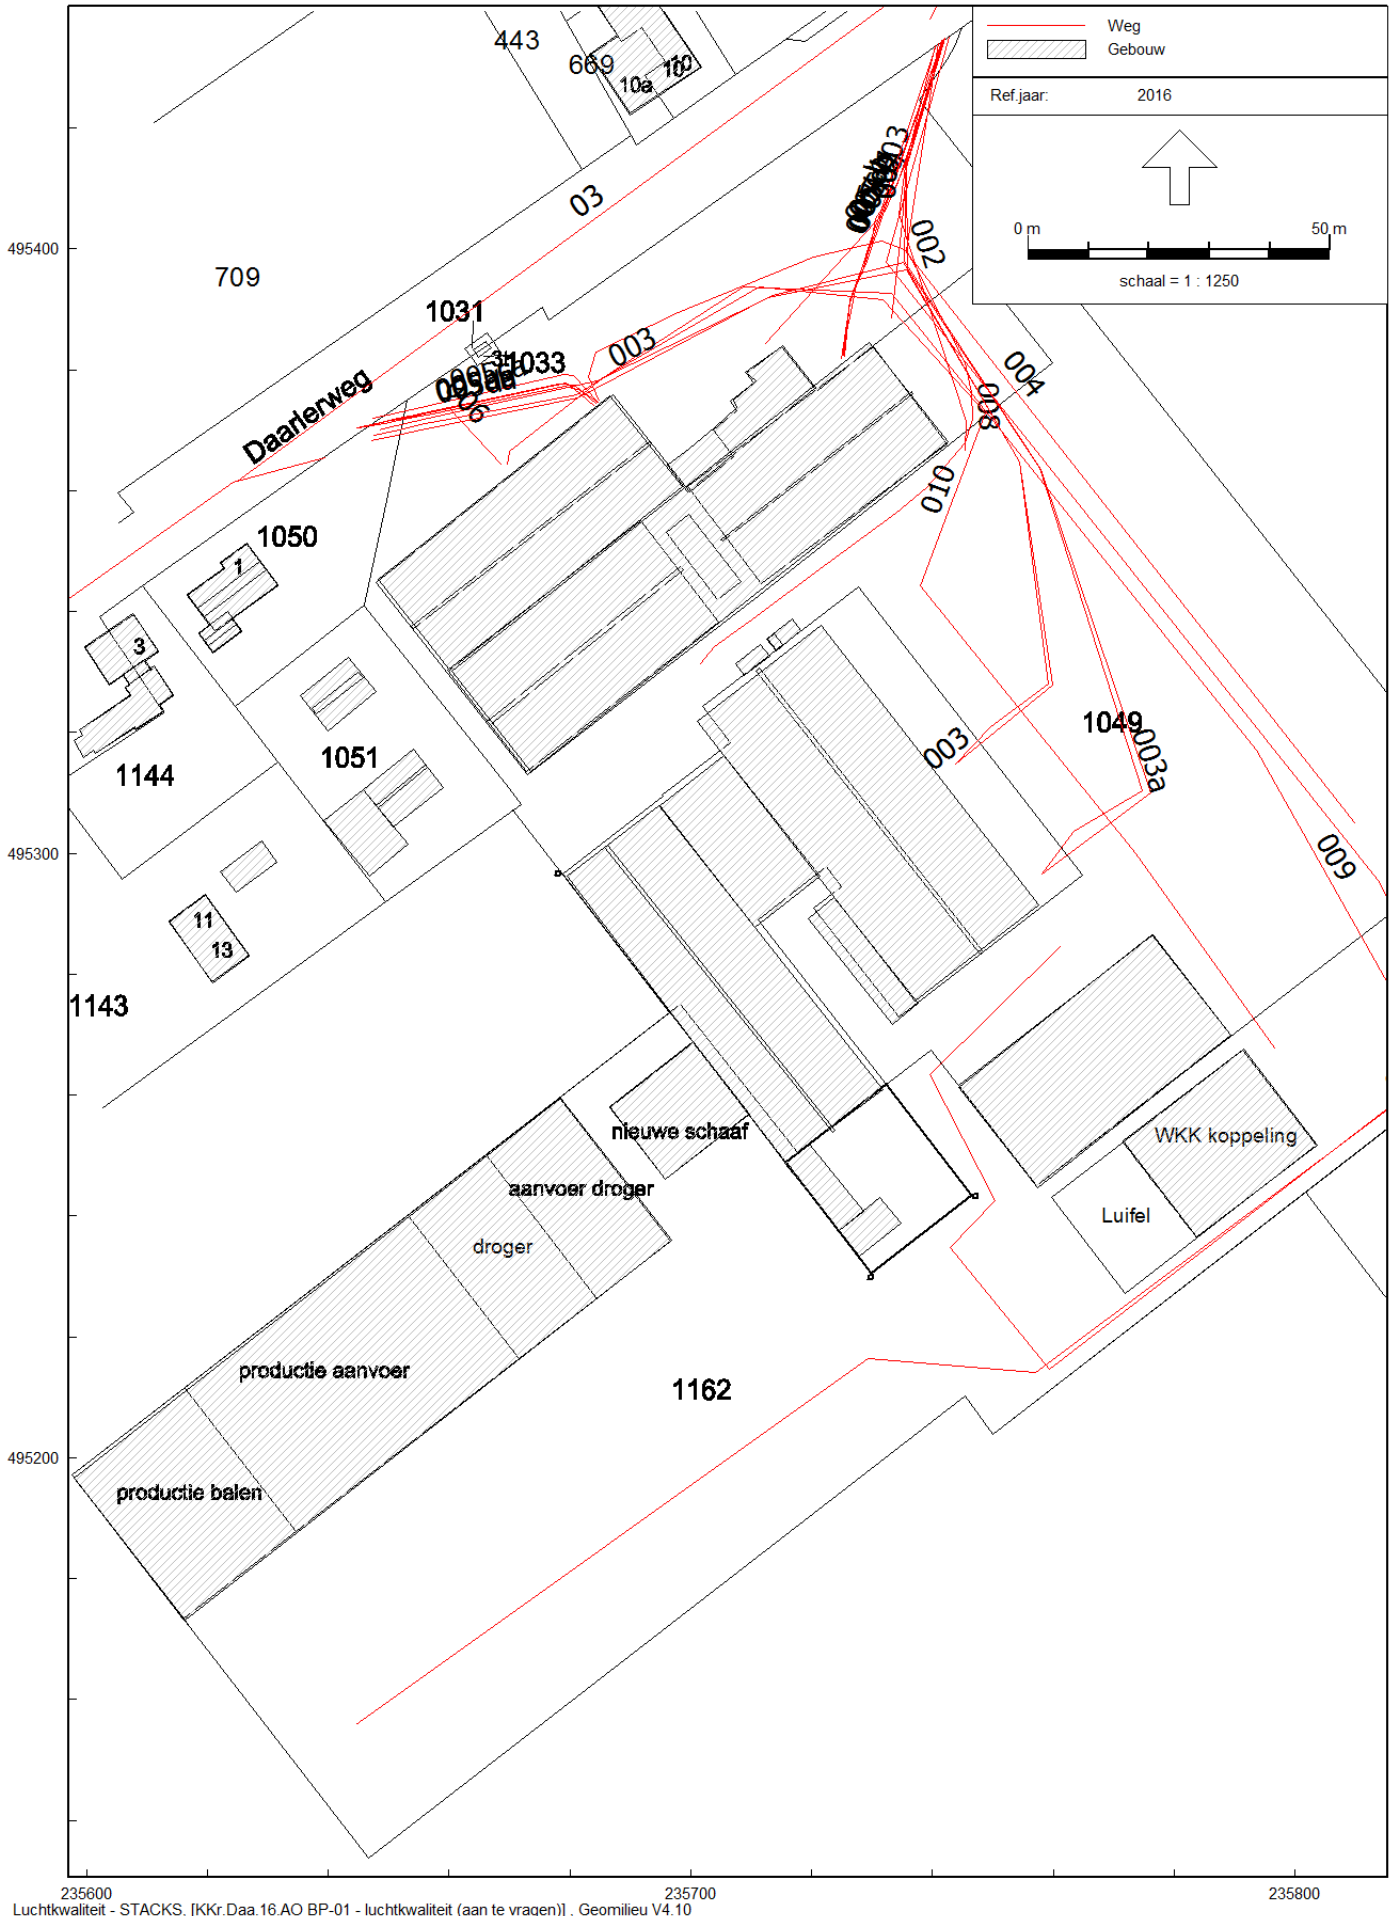 Weg
Gebouw
Ref.jaar: 2016
0 m 50 m
schaal = 1 : 1250
443
669
10a
10
03
709
003
002
495400
1031
1033
003
004
Daarlerweg
06
008
010
1050
1
3
1049
003
003a
1144
1051
495300
009
11
13
1143
nieuwe schaaf
WKK koppeling
aanvoer droger
Luifel
droger
productie aanvoer
1162
495200
productie balen
235600 235700 235800
Luchtkwaliteit - STACKS, [KKr.Daa.16.AO BP-01 - luchtkwaliteit (aan te vragen)] , Geomilieu V4.10